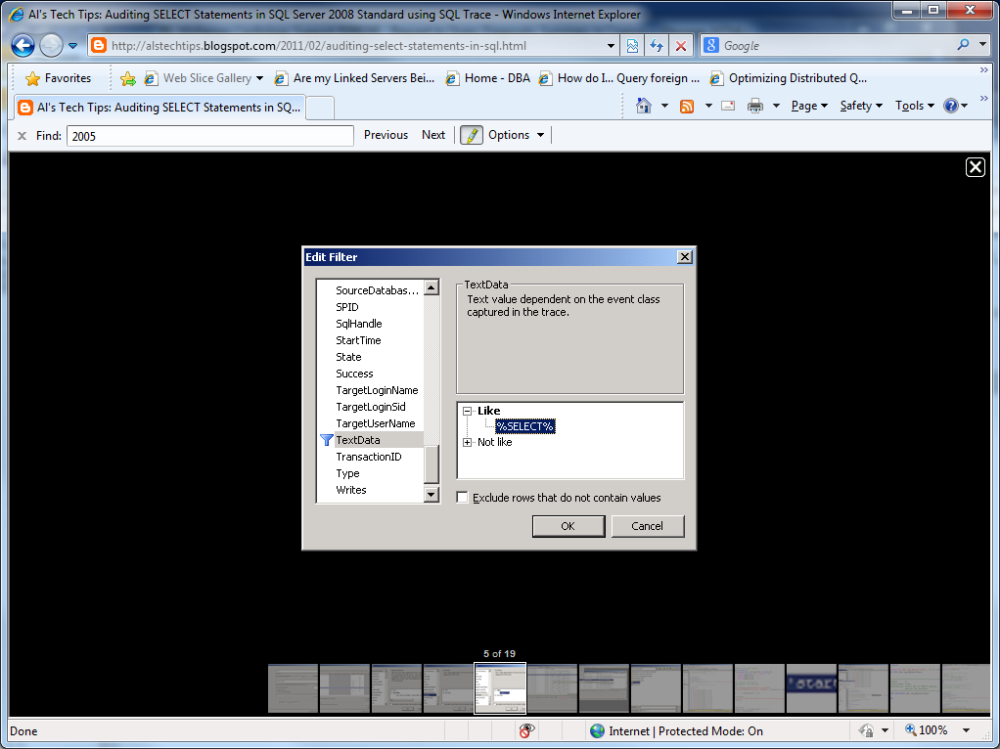 Al's Tech Tips: Auditing SELECT Statements in SQL Server 2008 Standard using SQL Trace - Windows Internet Explorer
http://alstechtips.blogspot.com/2011/02/auditing-select-statements-in-sql.html
Google
Favorites
Web Slice Gallery
Are my Linked Servers Bei...
Home - DBA
How do I... Query foreign ...
Optimizing Distributed Q...
Al's Tech Tips: Auditing SELECT Statements in SQ...
Page
Safety
Tools
Find:
2005
Previous
Next
Options
Edit Filter
SourceDatabas...
SPID
SqlHandle
StartTime
State
Success
TargetLoginName
TargetLoginSid
TargetUserName
TextData
TransactionID
Type
Writes
TextData
Text value dependent on the event class
captured in the trace.
Like
%SELECT%
Not like
Exclude rows that do not contain values
OK
Cancel
5 of 19
'star
Done
Internet | Protected Mode: On
100%